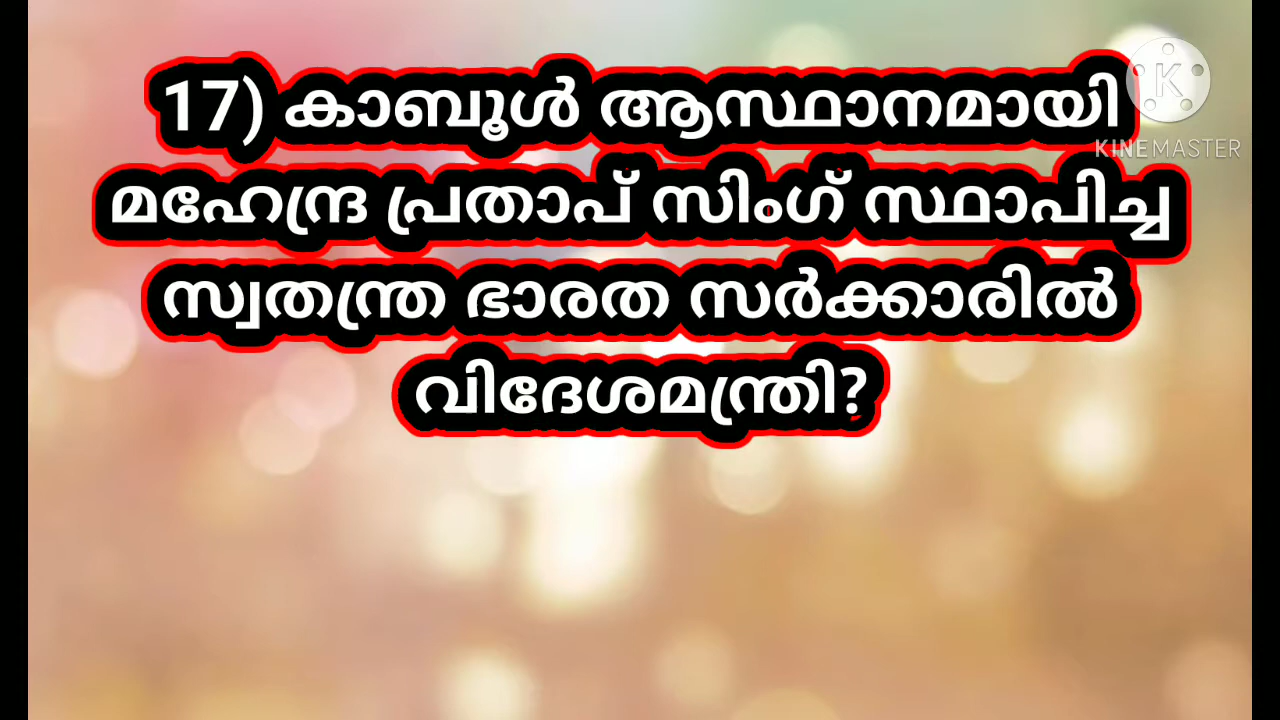 17) കാബൂൾ ആസ്ഥാനമായി
മഹേന്ദ്ര പ്രതാപ് സിംഗ് സ്ഥാപിച്ച
സ്വതന്ത്ര ഭാരത സർക്കാരിൽ
വിദേശമന്ത്രി?
K
KINEMASTER